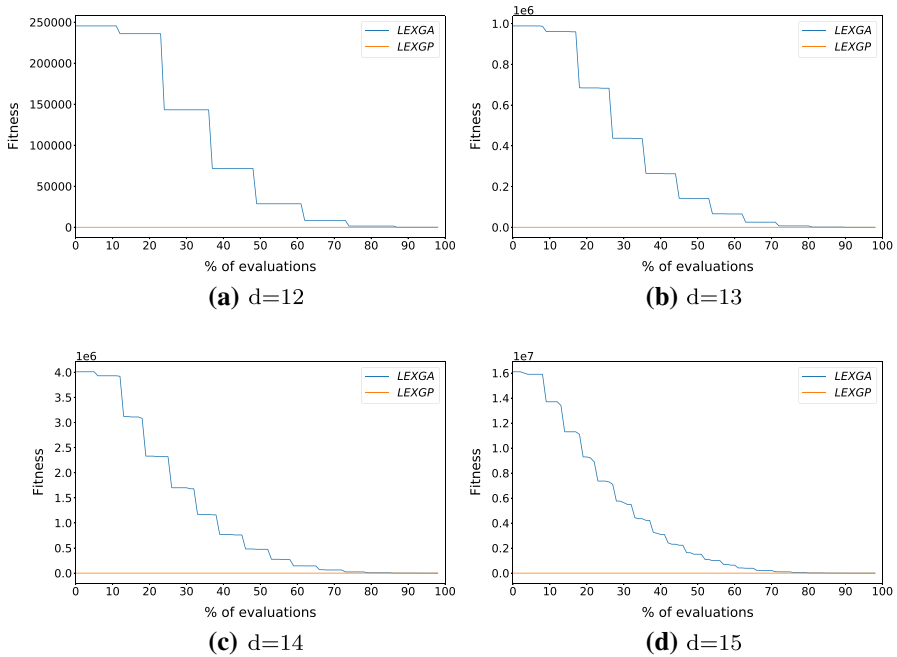 250000
200000
150000
100000
50000
0
Fitness
0 10 20 30 40 50 60 70 80 90 100
% of evaluations
LEXGA
LEXGP
(a) d=12
1e6
1.0
0.8
0.6
0.4
0.2
0.0
Fitness
0 10 20 30 40 50 60 70 80 90 100
% of evaluations
LEXGA
LEXGP
(b) d=13
1e6
4.0
3.5
3.0
2.5
2.0
1.5
1.0
0.5
0.0
Fitness
0 10 20 30 40 50 60 70 80 90 100
% of evaluations
LEXGA
LEXGP
(c) d=14
1e7
1.6
1.4
1.2
1.0
0.8
0.6
0.4
0.2
0.0
Fitness
0 10 20 30 40 50 60 70 80 90 100
% of evaluations
LEXGA
LEXGP
(d) d=15